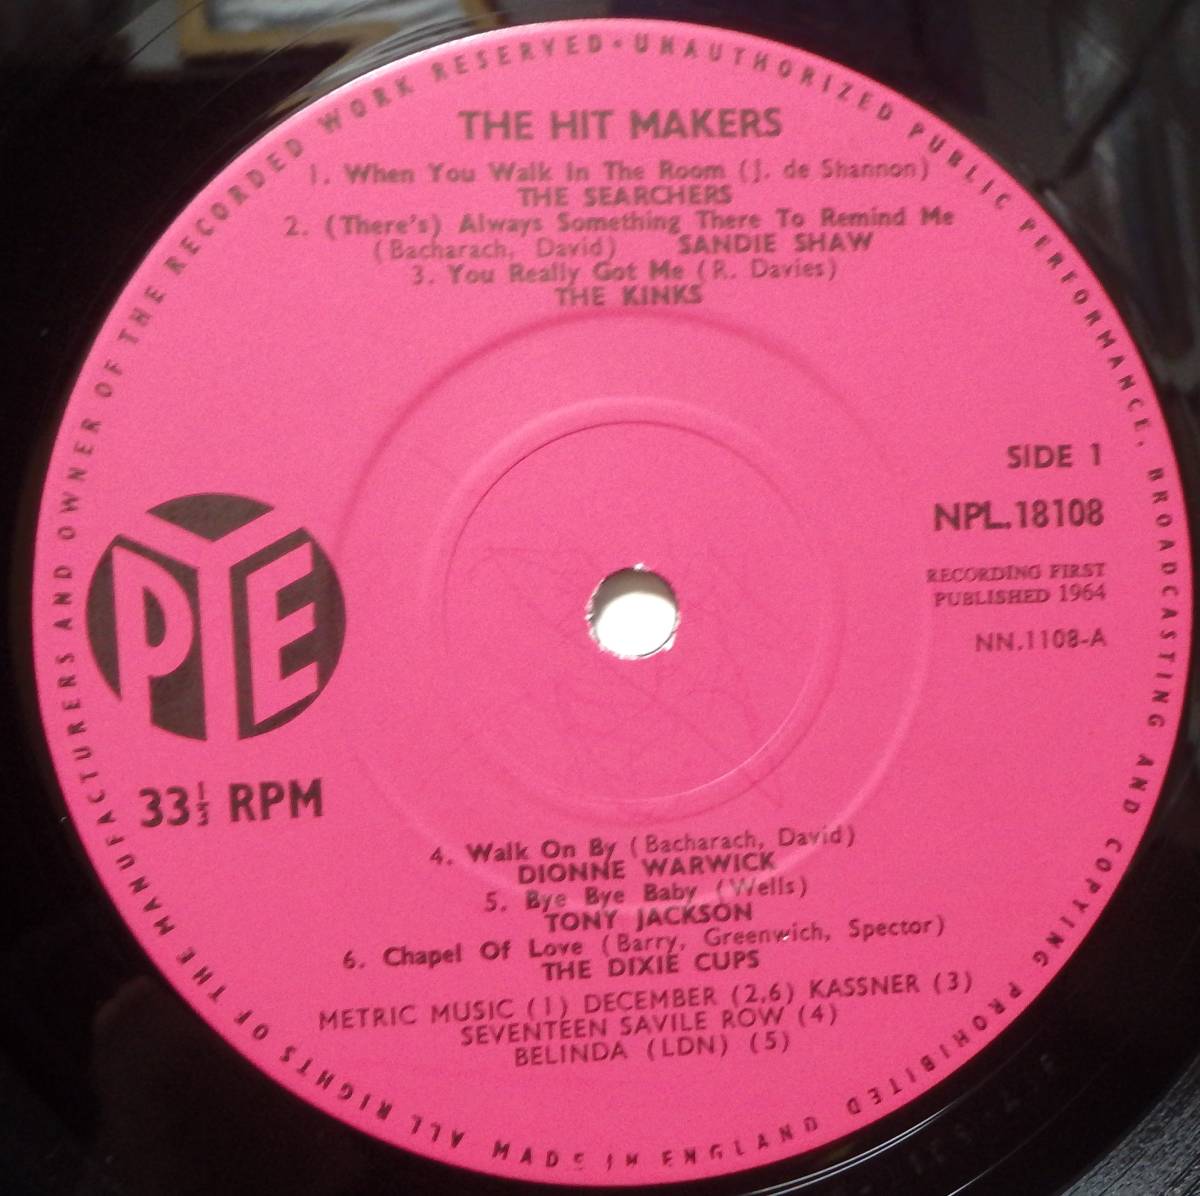 THE HIT MAKERS
1. When You Walk In The Room (J. de Shannon)
THE SEARCHERS
2. (There's) Always Something There To Remind Me
(Bacharach, David) SANDIE SHAW
3. You Really Got Me (R. Davies)
THE KINKS
SIDE 1
NPL.18108
RECORDING FIRST
PUBLISHED 1964
NN.1108-A
PYE
33⅓ RPM
4. Walk On By (Bacharach, David)
DIONNE WARWICK
5. Bye Bye Baby (Wells)
TONY JACKSON
6. Chapel Of Love (Barry, Greenwich, Spector)
THE DIXIE CUPS
METRIC MUSIC (1) DECEMBER (2,6) KASSNER (3)
SEVENTEEN SAVILE ROW (4)
BELINDA (LDN) (5)
ALL RIGHTS OF THE MANUFACTURERS AND OWNER OF THE RECORDED WORK RESERVED • UNAUTHORIZED PUBLIC PERFORMANCE, BROADCASTING AND COPYING PROHIBITED
MADE IN ENGLAND